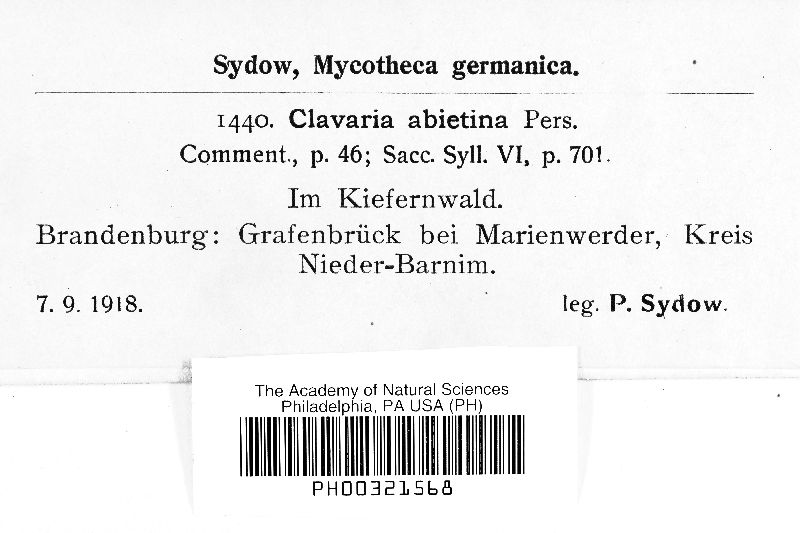 Sydow, Mycotheca germanica.
1440. Clavaria abietina Pers.
Comment., p. 46; Sacc. Syll. VI, p. 701.
Im Kiefernwald.
Brandenburg: Grafenbrück bei Marienwerder, Kreis
Nieder-Barnim.
7. 9. 1918. leg. P. Sydow.
The Academy of Natural Sciences
Philadelphia, PA USA (PH)
PH00321568